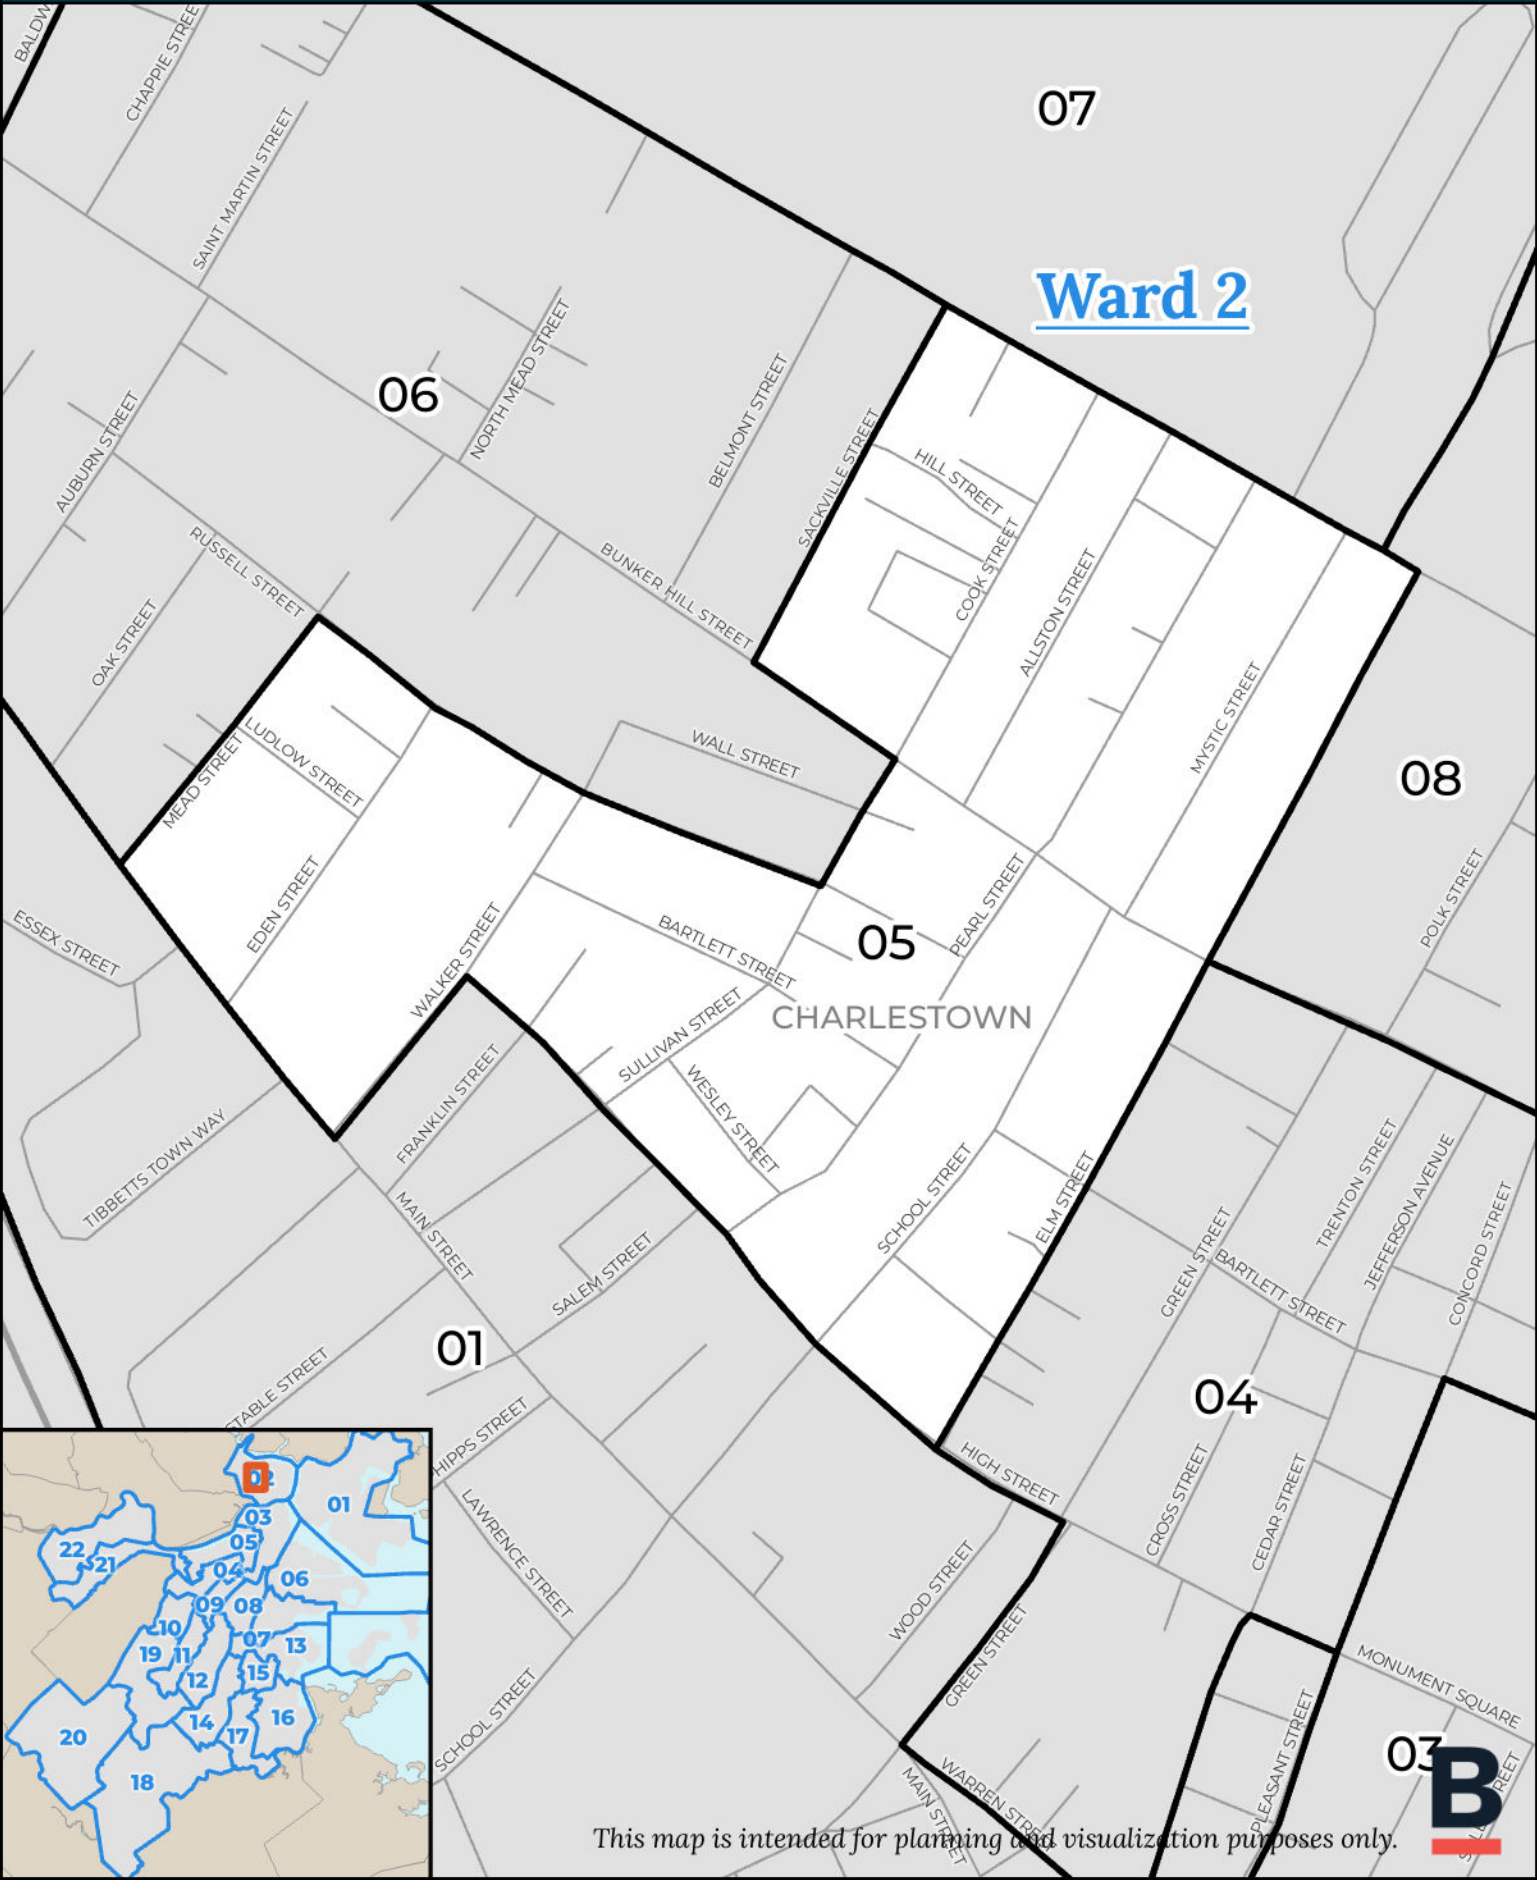 BALDW
CHAPPIE STREE
07
SAINT MARTIN STREET
Ward 2
06
NORTH MEAD STREET
BELMONT STREET
SACKVILLE STREET
HILL STREET
COOK STREET
AUBURN STREET
RUSSELL STREET
BUNKER HILL STREET
ALLSTON STREET
OAK STREET
MYSTIC STREET
08
WALL STREET
LUDLOW STREET
MEAD STREET
EDEN STREET
ESSEX STREET
WALKER STREET
BARTLETT STREET
05
PEARL STREET
POLK STREET
CHARLESTOWN
SULLIVAN STREET
WESLEY STREET
FRANKLIN STREET
TIBBETTS TOWN WAY
MAIN STREET
SCHOOL STREET
ELM STREET
TRENTON STREET
JEFFERSON AVENUE
CONCORD STREET
GREEN STREET
BARTLETT STREET
SALEM STREET
01
04
STABLE STREET
HIPPS STREET
HIGH STREET
CROSS STREET
CEDAR STREET
LAWRENCE STREET
WOOD STREET
GREEN STREET
SCHOOL STREET
MONUMENT SQUARE
PLEASANT STREET
03
MAIN STREET
WARREN STREET
REET
B
This map is intended for planning and visualization purposes only.
02
01
03
05
22
21
04
06
09
08
10
07
13
19
11
12
15
14
17
16
20
18